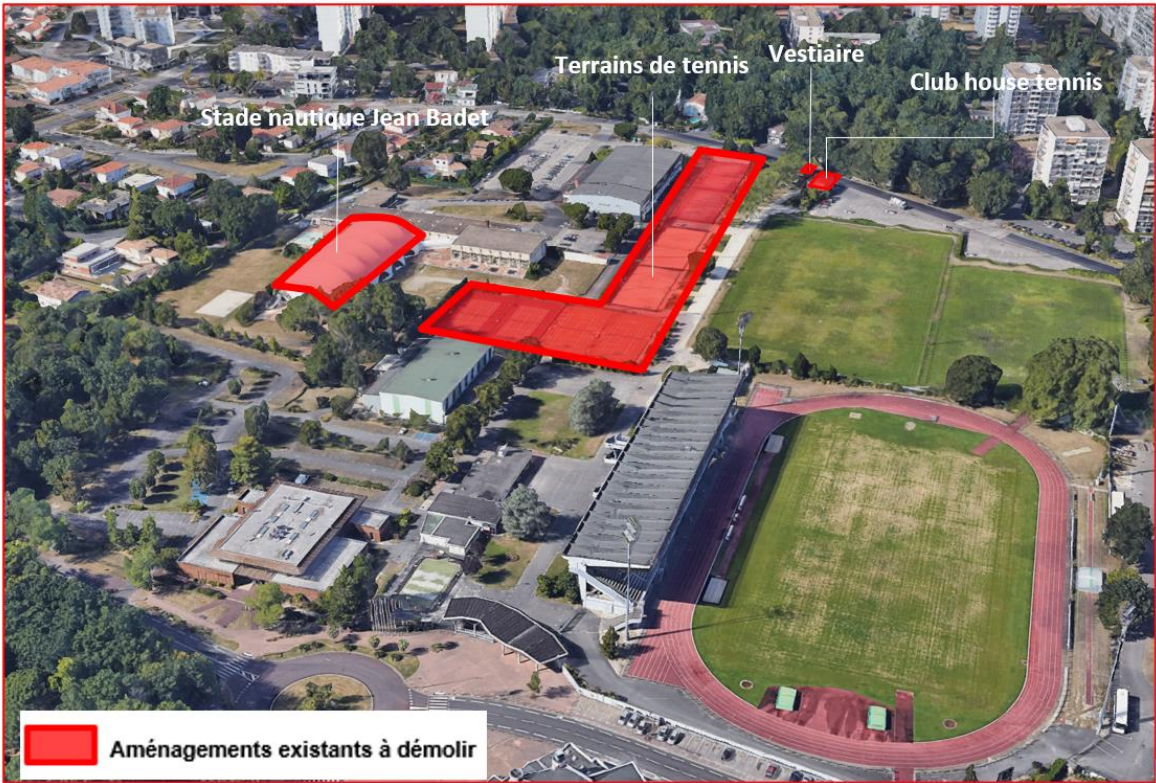 Vestiaire
Terrains de tennis
Club house tennis
Stade nautique Jean Badet
Aménagements existants à démolir